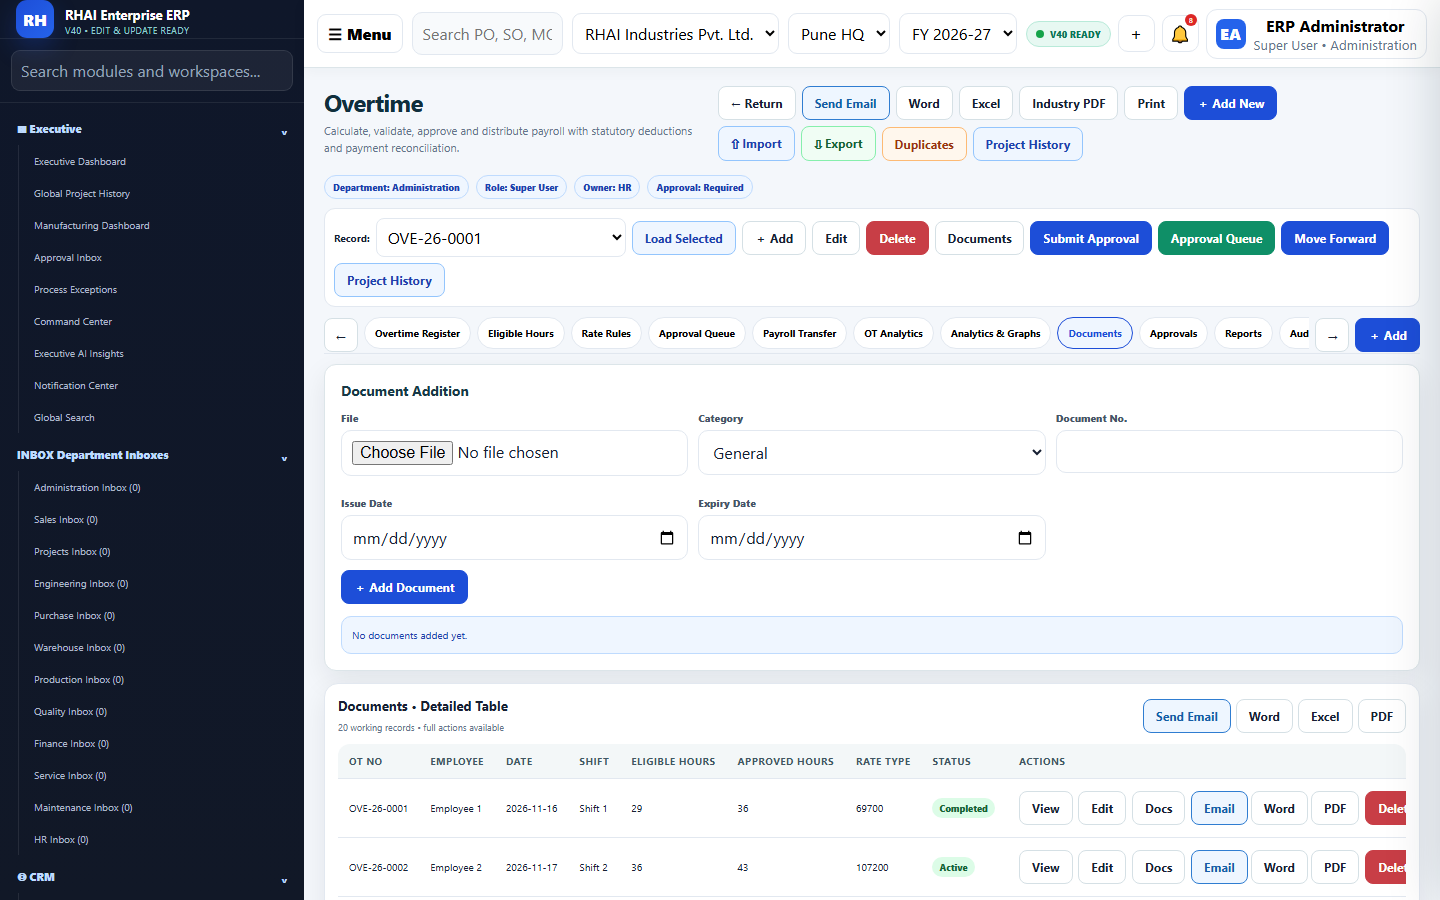 RH
RHAI Enterprise ERP
V40 • EDIT & UPDATE READY
Search modules and workspaces...
Executive
Executive Dashboard
Global Project History
Manufacturing Dashboard
Approval Inbox
Process Exceptions
Command Center
Executive AI Insights
Notification Center
Global Search
INBOX Department Inboxes
Administration Inbox (0)
Sales Inbox (0)
Projects Inbox (0)
Engineering Inbox (0)
Purchase Inbox (0)
Warehouse Inbox (0)
Production Inbox (0)
Quality Inbox (0)
Finance Inbox (0)
Service Inbox (0)
Maintenance Inbox (0)
HR Inbox (0)
CRM
☰ Menu
Search PO, SO, MC
RHAI Industries Pvt. Ltd.
Pune HQ
FY 2026-27
V40 READY
+
8
EA
ERP Administrator
Super User • Administration
Overtime
Calculate, validate, approve and distribute payroll with statutory deductions
and payment reconciliation.
← Return
Send Email
Word
Excel
Industry PDF
Print
+ Add New
⇧ Import
⇩ Export
Duplicates
Project History
Department: Administration
Role: Super User
Owner: HR
Approval: Required
Record:
OVE-26-0001
Load Selected
+ Add
Edit
Delete
Documents
Submit Approval
Approval Queue
Move Forward
Project History
←
Overtime Register
Eligible Hours
Rate Rules
Approval Queue
Payroll Transfer
OT Analytics
Analytics & Graphs
Documents
Approvals
Reports
Aud
→
+ Add
Document Addition
File
Category
Document No.
Choose File No file chosen
General
Issue Date
Expiry Date
mm/dd/yyyy
mm/dd/yyyy
+ Add Document
No documents added yet.
Documents • Detailed Table
20 working records • full actions available
Send Email
Word
Excel
PDF
OT NO EMPLOYEE DATE SHIFT ELIGIBLE HOURS APPROVED HOURS RATE TYPE STATUS ACTIONS
OVE-26-0001 Employee 1 2026-11-16 Shift 1 29 36 69700 Completed View Edit Docs Email Word PDF Delet
OVE-26-0002 Employee 2 2026-11-17 Shift 2 36 43 107200 Active View Edit Docs Email Word PDF Delet